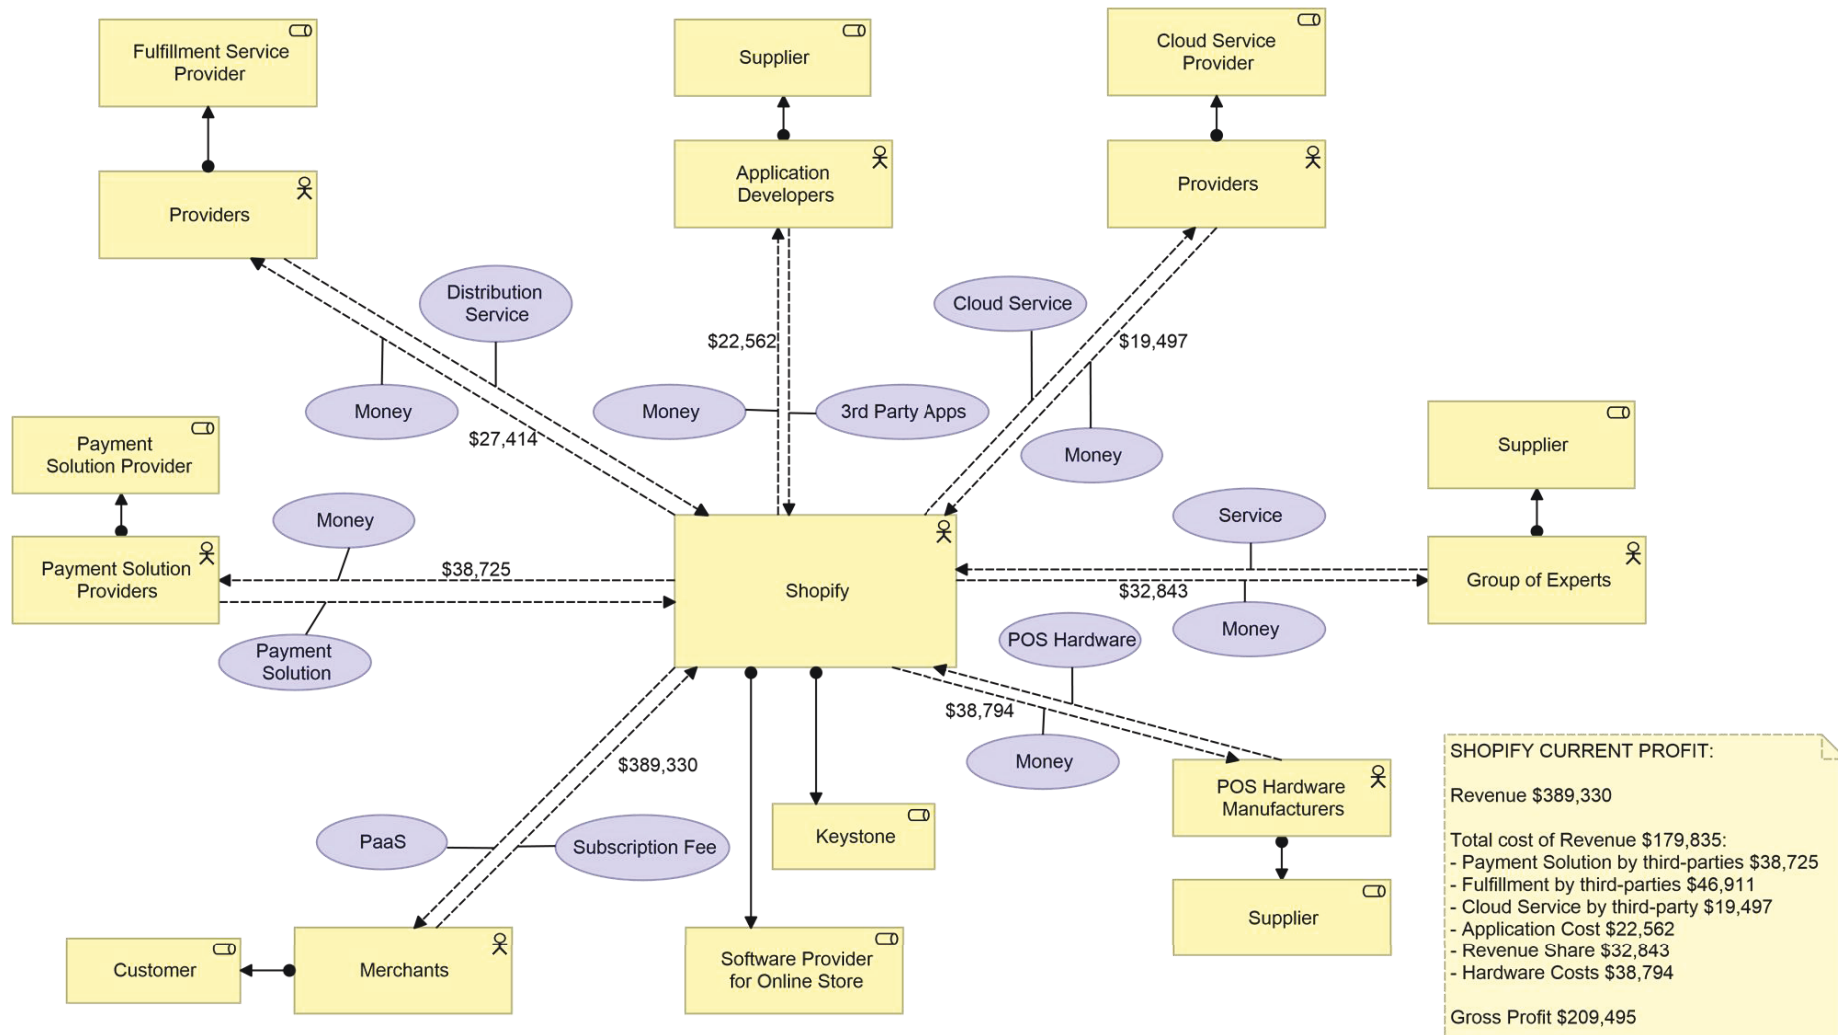 Fulfillment Service
Provider
Supplier
Cloud Service
Provider
Providers
Application
Developers
Providers
Distribution
Service
Cloud Service
$22,562
$19,497
Money
$27,414
Money
3rd Party Apps
Money
Payment
Solution Provider
Supplier
Money
Service
Payment Solution
Providers
$38,725
Shopify
$32,843
Group of Experts
Money
Payment
Solution
POS Hardware
$38,794
Money
$389,330
PaaS
Subscription Fee
Keystone
POS Hardware
Manufacturers
Supplier
Customer
Merchants
Software Provider
for Online Store
SHOPIFY CURRENT PROFIT:
Revenue $389,330
Total cost of Revenue $179,835:
- Payment Solution by third-parties $38,725
- Fulfillment by third-parties $46,911
- Cloud Service by third-party $19,497
- Application Cost $22,562
- Revenue Share $32,843
- Hardware Costs $38,794
Gross Profit $209,495